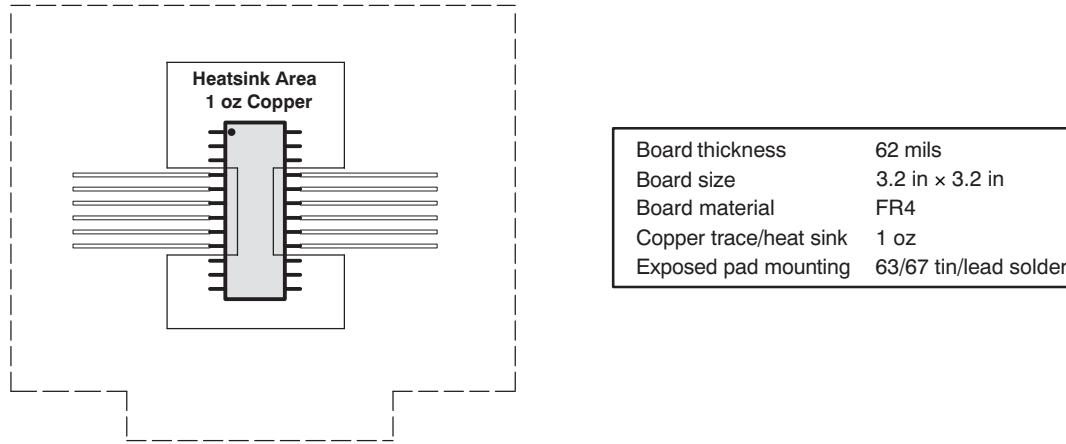 Heatsink Area
1 oz Copper
Board thickness 62 mils
Board size 3.2 in × 3.2 in
Board material FR4
Copper trace/heat sink 1 oz
Exposed pad mounting 63/67 tin/lead solder